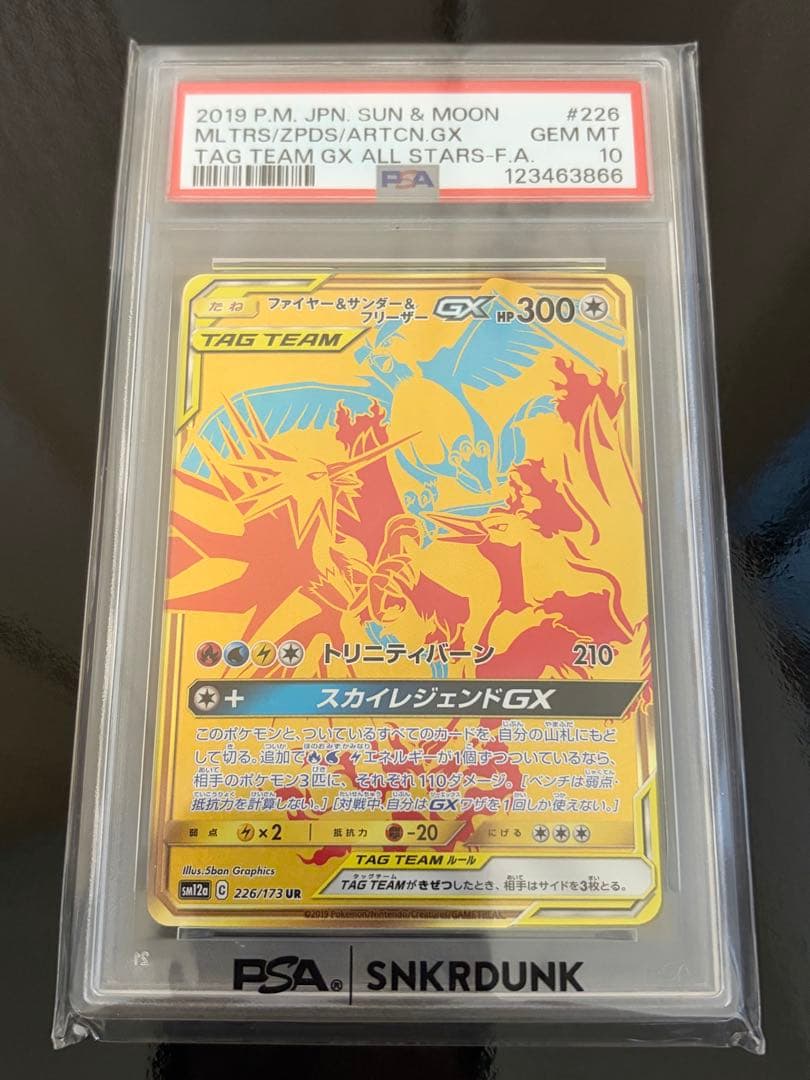 2019 P.M. JPN. SUN & MOON #226
MLTRS/ZPDS/ARTCN.GX GEM MT
TAG TEAM GX ALL STARS-F.A. 10
PSA 123463866
たね ファイヤー&サンダー&
フリーザー GX HP 300
TAG TEAM
トリニティバーン 210
+ スカイレジェンドGX
このポケモンと、ついているすべてのカードを、自分の山札にもど
して切る。追加でエネルギーが1個ずつついているなら、
相手のポケモン3匹に、それぞれ110ダメージ。[ベンチは弱点・
抵抗力を計算しない。][対戦中、自分はGXワザを1回しか使えない。]
弱点 ×2 抵抗力 -20 にげる
TAG TEAM ルール
TAG TEAMがきぜつしたとき、相手はサイドを3枚とる。
Illus.5ban Graphics
SM12a C 226/173 UR
©2019 Pokémon/Nintendo/Creatures/GAME FREAK
PSA® | SNKRDUNK